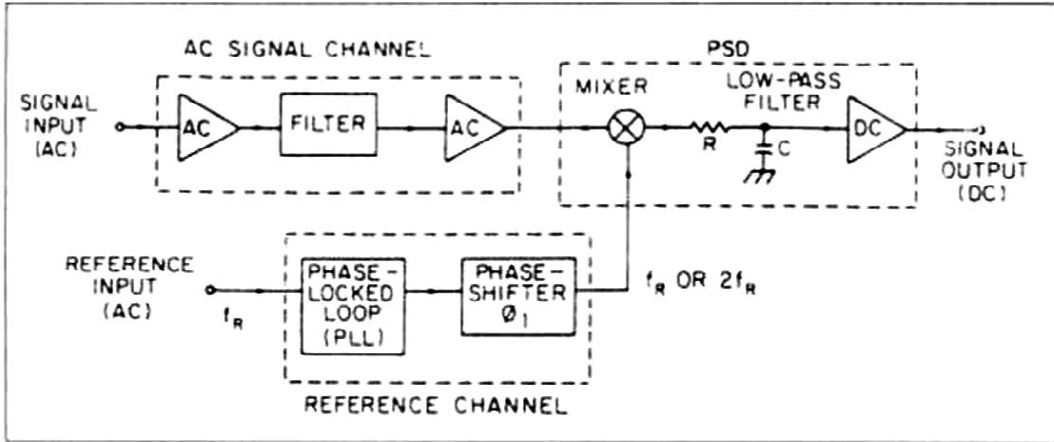 AC SIGNAL CHANNEL
PSD
SIGNAL
INPUT
(AC)
AC
FILTER
AC
MIXER
LOW-PASS
FILTER
R
C
DC
SIGNAL
OUTPUT
(DC)
REFERENCE
INPUT
(AC)
f_R
PHASE-
LOCKED
LOOP
(PLL)
PHASE-
SHIFTER
Ø_1
f_R OR 2f_R
REFERENCE CHANNEL